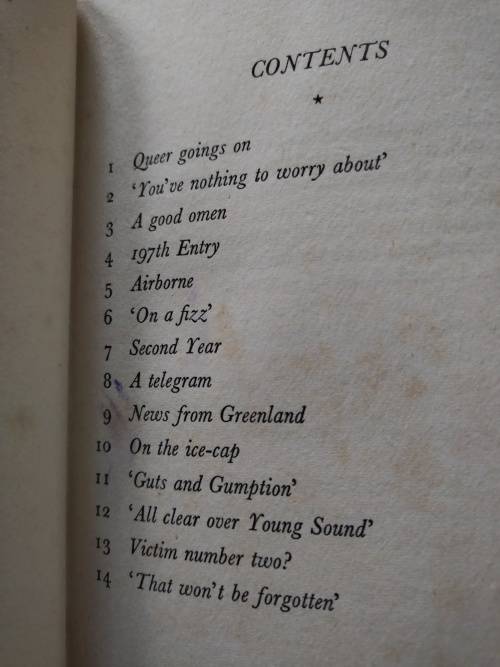 CONTENTS
★
1 Queer goings on
2 ‘You’ve nothing to worry about’
3 A good omen
4 197th Entry
5 Airborne
6 ‘On a fizz’
7 Second Year
8 A telegram
9 News from Greenland
10 On the ice-cap
11 ‘Guts and Gumption’
12 ‘All clear over Young Sound’
13 Victim number two?
14 ‘That won’t be forgotten’